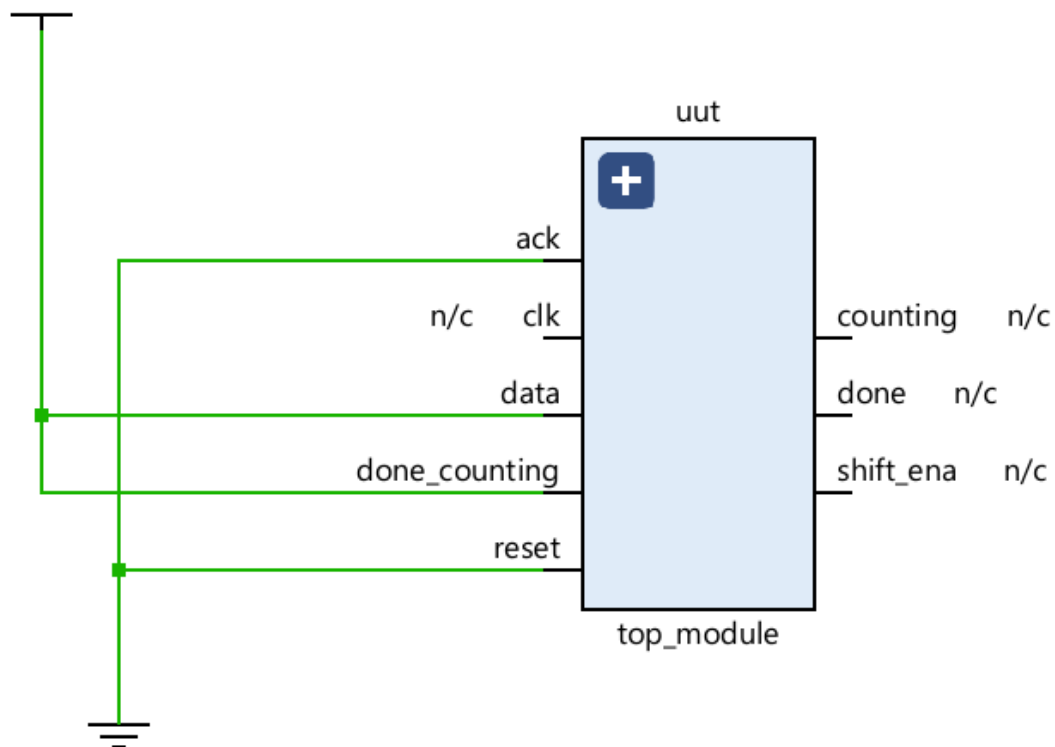 uut
ack
n/c clk
counting n/c
data
done n/c
done_counting
shift_ena n/c
reset
top_module